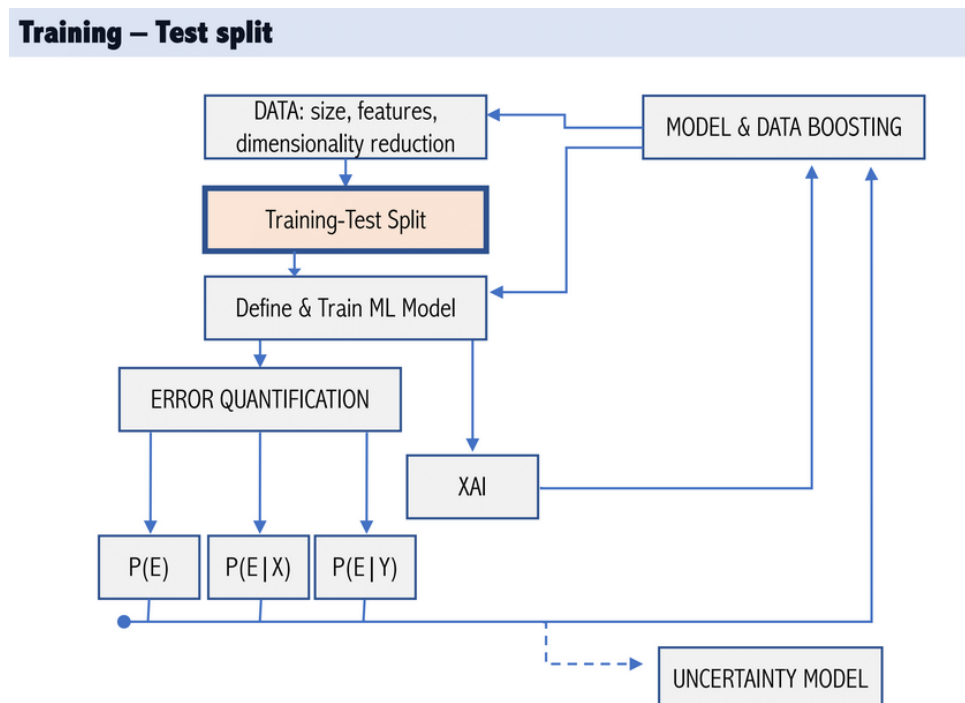 Training – Test split
DATA: size, features,
dimensionality reduction
MODEL & DATA BOOSTING
Training-Test Split
Define & Train ML Model
ERROR QUANTIFICATION
XAI
P(E)
P(E|X)
P(E|Y)
UNCERTAINTY MODEL